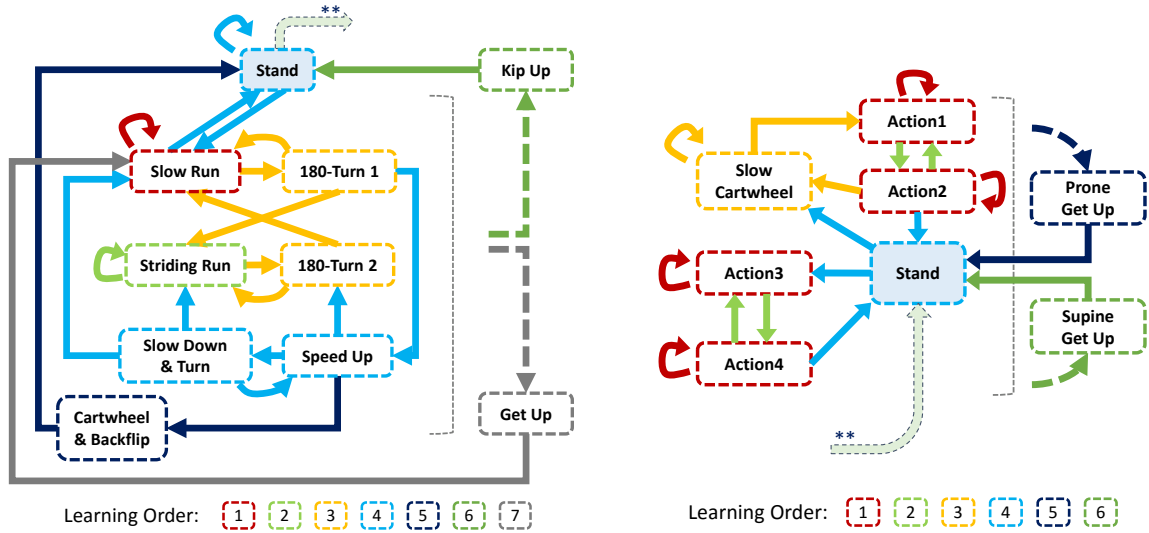 **
Stand
Kip Up
Slow Run
180-Turn 1
Striding Run
180-Turn 2
Slow Down
& Turn
Speed Up
Cartwheel
& Backflip
Get Up
Learning Order: 1 2 3 4 5 6 7
Action1
Slow
Cartwheel
Action2
Prone
Get Up
Action3
Stand
Supine
Get Up
Action4
**
Learning Order: 1 2 3 4 5 6